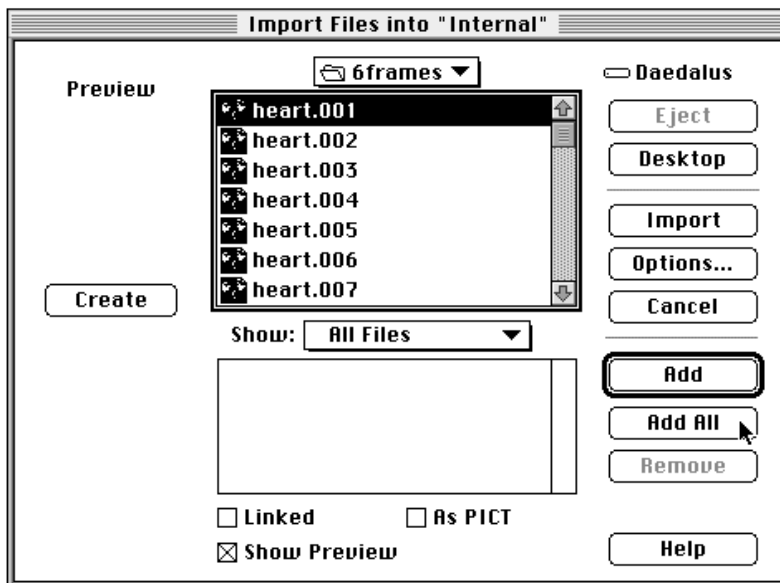 Import Files into "Internal"
Preview
6frames
Daedalus
heart.001
heart.002
heart.003
heart.004
heart.005
heart.006
heart.007
Eject
Desktop
Import
Options...
Cancel
Create
Show: All Files
Add
Add All
Remove
Linked
As PICT
Show Preview
Help